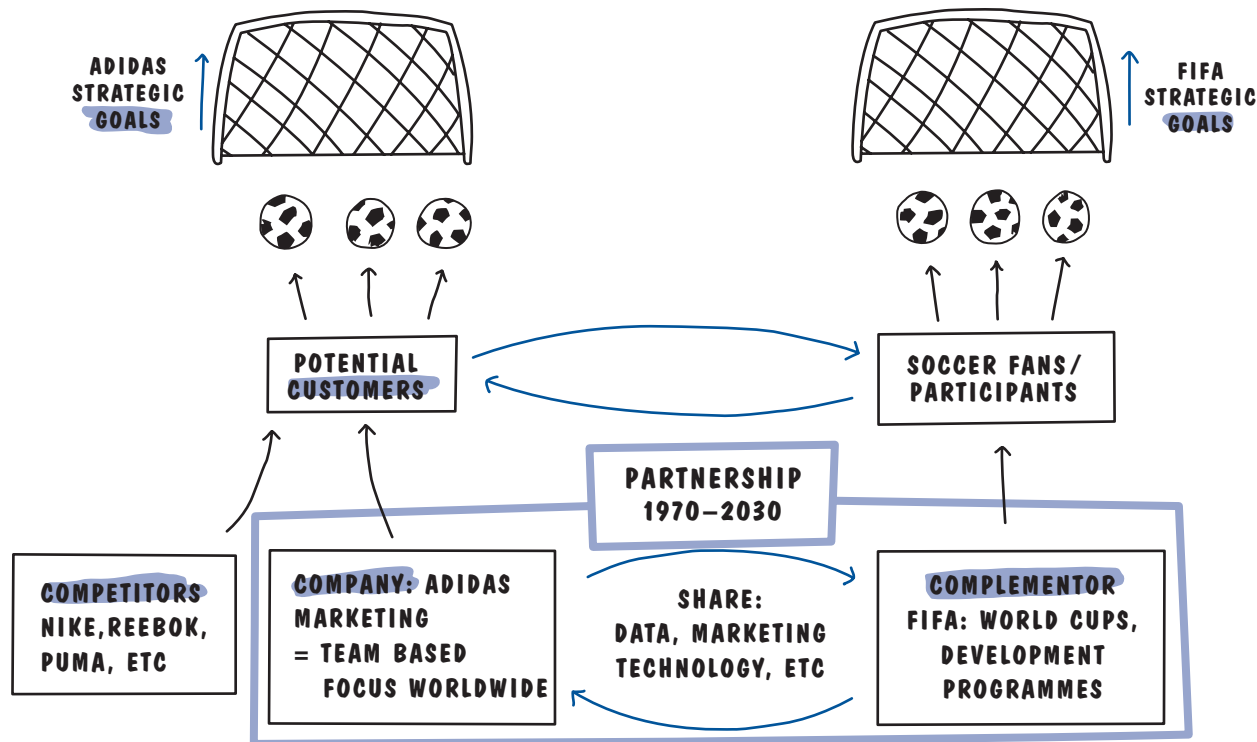 ADIDAS
STRATEGIC
GOALS
FIFA
STRATEGIC
GOALS
POTENTIAL
CUSTOMERS
SOCCER FANS/
PARTICIPANTS
PARTNERSHIP
1970–2030
COMPETITORS
NIKE,REEBOK,
PUMA, ETC
COMPANY: ADIDAS
MARKETING
= TEAM BASED
FOCUS WORLDWIDE
SHARE:
DATA, MARKETING
TECHNOLOGY, ETC
COMPLEMENTOR
FIFA: WORLD CUPS,
DEVELOPMENT
PROGRAMMES